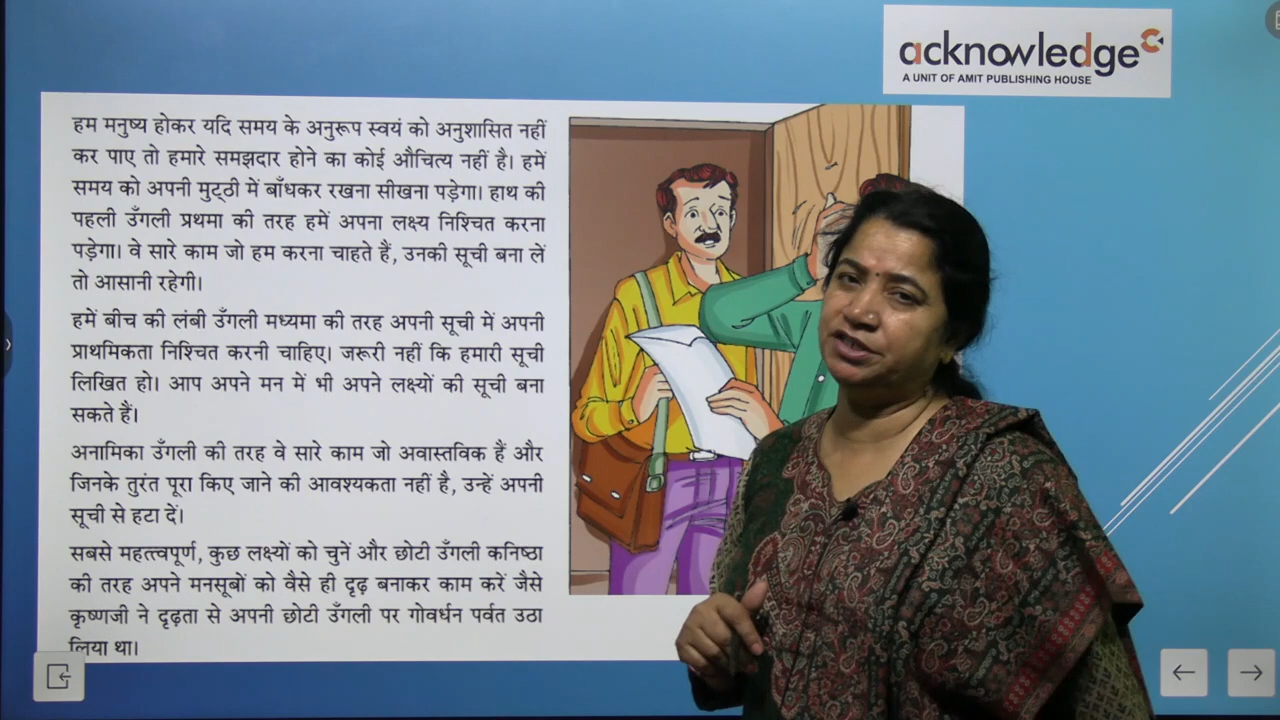 acknowledge
A UNIT OF AMIT PUBLISHING HOUSE
हम मनुष्य होकर यदि समय के अनुरूप स्वयं को अनुशासित नहीं
कर पाए तो हमारे समझदार होने का कोई औचित्य नहीं है। हमें
समय को अपनी मुट्ठी में बाँधकर रखना सीखना पड़ेगा। हाथ की
पहली उँगली प्रथमा की तरह हमें अपना लक्ष्य निश्चित करना
पड़ेगा। वे सारे काम जो हम करना चाहते हैं, उनकी सूची बना लें
तो आसानी रहेगी।
हमें बीच की लंबी उँगली मध्यमा की तरह अपनी सूची में अपनी
प्राथमिकता निश्चित करनी चाहिए। जरूरी नहीं कि हमारी सूची
लिखित हो। आप अपने मन में भी अपने लक्ष्यों की सूची बना
सकते हैं।
अनामिका उँगली की तरह वे सारे काम जो अवास्तविक हैं और
जिनके तुरंत पूरा किए जाने की आवश्यकता नहीं है, उन्हें अपनी
सूची से हटा दें।
सबसे महत्त्वपूर्ण, कुछ लक्ष्यों को चुनें और छोटी उँगली कनिष्ठा
की तरह अपने मनसूबों को वैसे ही दृढ़ बनाकर काम करें जैसे
कृष्णजी ने दृढ़ता से अपनी छोटी उँगली पर गोवर्धन पर्वत उठा
लिया था।